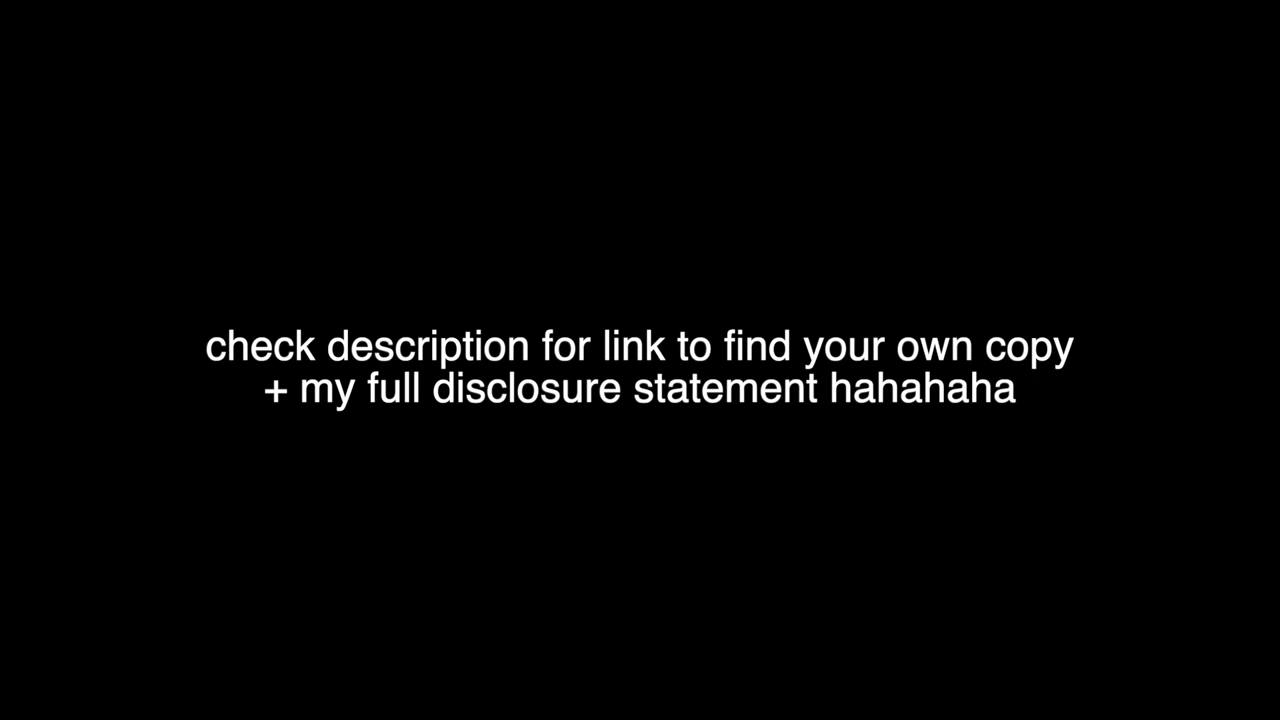 check description for link to find your own copy
+ my full disclosure statement hahahaha